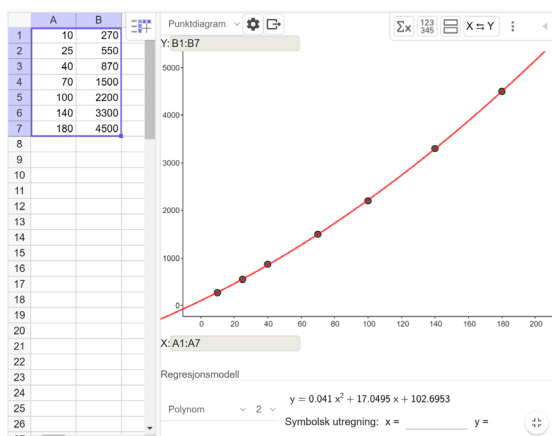 A B
1 10 270
2 25 550
3 40 870
4 70 1500
5 100 2200
6 140 3300
7 180 4500
8
9
10
11
12
13
14
15
16
17
18
19
20
21
22
23
24
25
26
Punktdiagram
Σx 123 345 X ⇆ Y
Y: B1:B7
5000
4000
3000
2000
1000
0
0 20 40 60 80 100 120 140 160 180 200
X: A1:A7
Regresjonsmodell
Polynom 2
y = 0.041 x² + 17.0495 x + 102.6953
Symbolsk utregning: x = y =